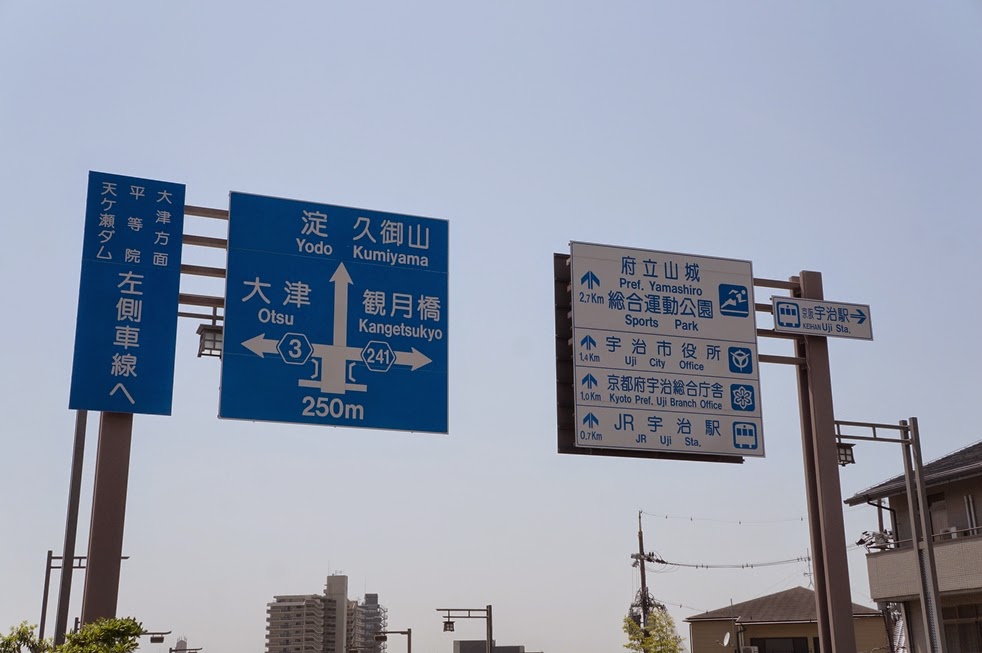 大津方面
平等院
天ケ瀬ダム
左側車線へ
淀 久御山
Yodo Kumiyama
大津
Otsu
観月橋
Kangetsukyo
3
241
250m
府立山城
Pref. Yamashiro
2.7Km
総合運動公園
Sports Park
1.4Km
宇治市役所
Uji City Office
1.0Km
京都府宇治総合庁舎
Kyoto Pref. Uji Branch Office
0.7Km
JR宇治駅
JR Uji Sta.
京阪宇治駅
KEIHAN Uji Sta.